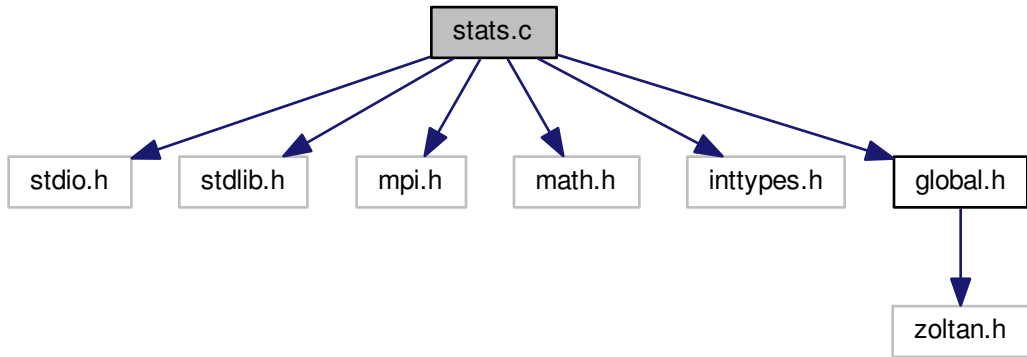 stats.c
stdio.h
stdlib.h
mpi.h
math.h
inttypes.h
global.h
zoltan.h